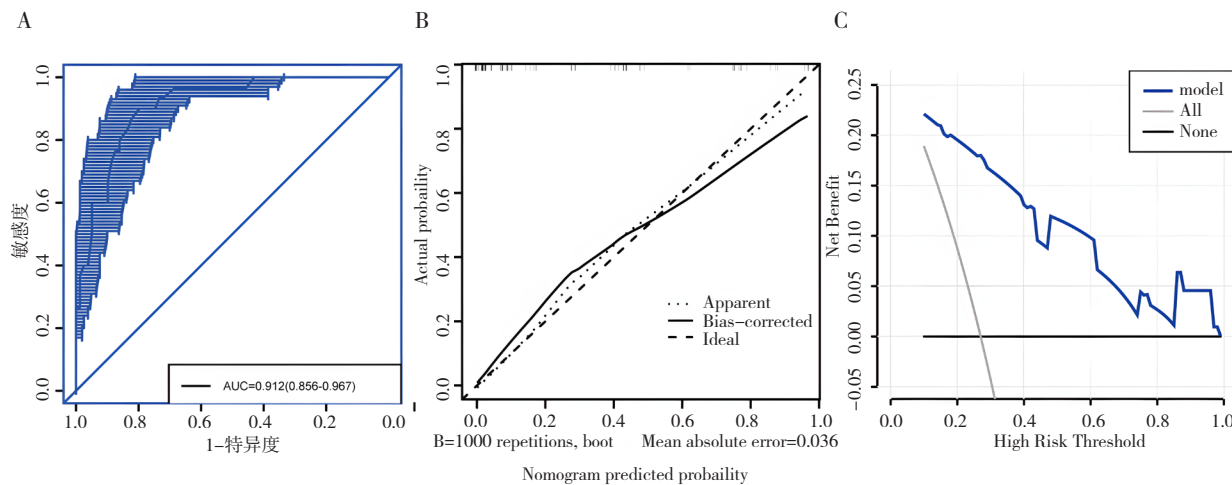 A
敏感度
1.0
0.8
0.6
0.4
0.2
0.0
AUC=0.912(0.856-0.967)
1.0 0.8 0.6 0.4 0.2 0.0
1-特异度
B
Actual probability
1.0
0.8
0.6
0.4
0.2
0.0
Apparent
Bias-corrected
Ideal
0.0 0.2 0.4 0.6 0.8 1.0
B=1000 repetitions, boot Mean absolute error=0.036
Nomogram predicted probaility
C
Net Benefit
0.25
0.20
0.15
0.10
0.05
0.00
-0.05
model
All
None
0.2 0.4 0.6 0.8 1.0
High Risk Threshold